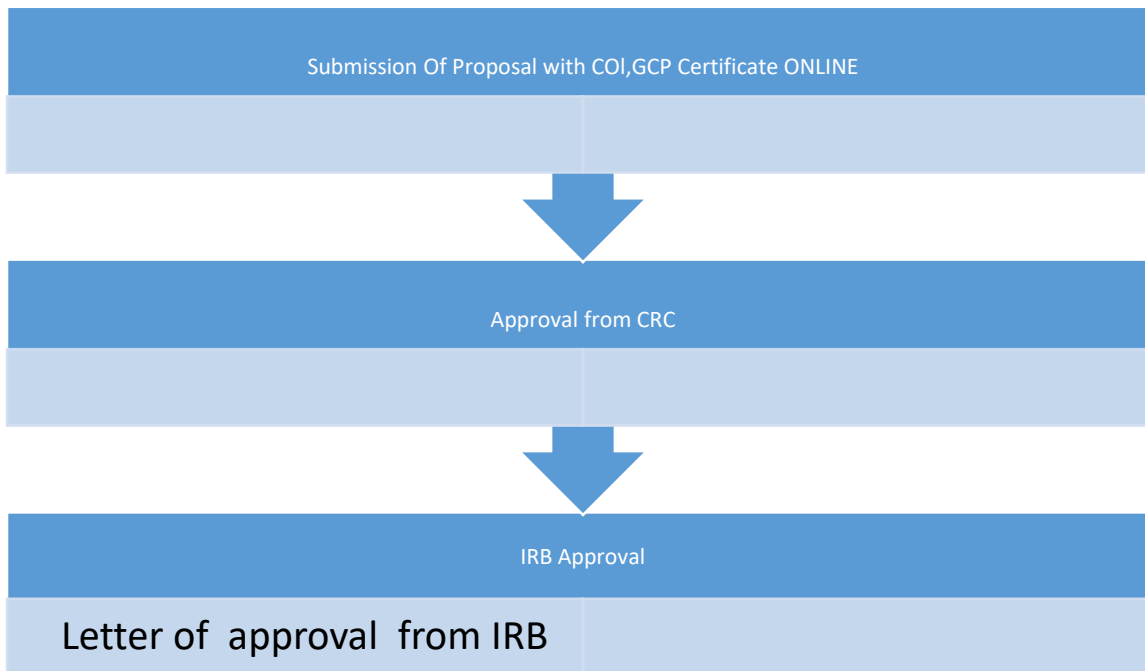 Submission Of Proposal with COI,GCP Certificate ONLINE
Approval from CRC
IRB Approval
Letter of  approval  from IRB